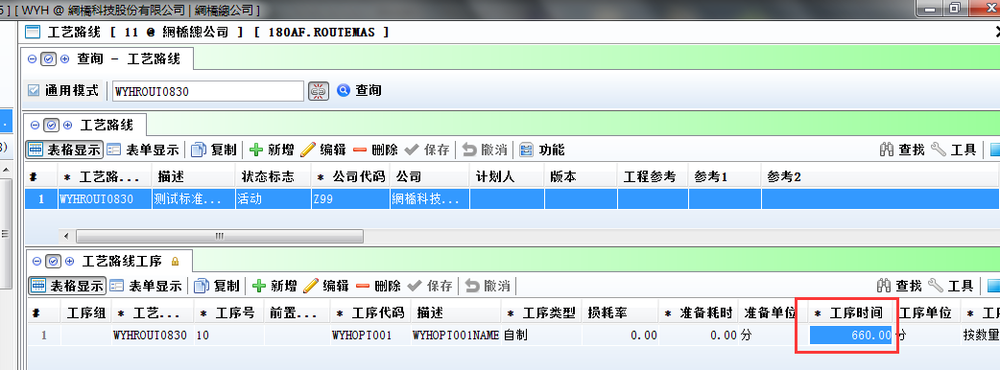 5 ] [ WYH @ 網橋科技股份有限公司 | 網橋總公司 ]
工艺路线 [ 11 @ 網橋總公司 ] [ 180AF.ROUTEMAS ]
查询 - 工艺路线
通用模式 WYHROUT0830 查询
工艺路线
表格显示 表单显示 复制 新增 编辑 删除 保存 撤消 功能 查找 工具
# * 工艺路... 描述 状态标志 * 公司代码 公司 计划人 版本 工程参考 参考1 参考2
1 WYHROUT0830 测试标准... 活动 Z99 網橋科技...
工艺路线工序
表格显示 表单显示 复制 新增 编辑 删除 保存 撤消 查找 工具
# 工序组 * 工艺... * 工序号 前置... * 工序代码 描述 * 工序类型 损耗率 * 准备耗时 准备单位 * 工序时间 工序单位 * 工
1 WYHROUT0830 10 WYHOPT001 WYHOPT001NAME 自制 0.00 0.00 分 660.00 分 按数量